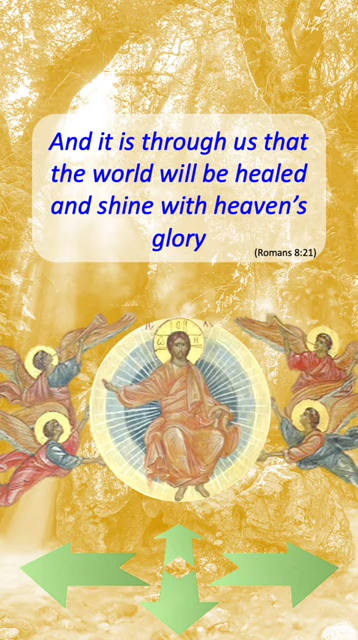 And it is through us that
the world will be healed
and shine with heaven’s
glory
(Romans 8:21)